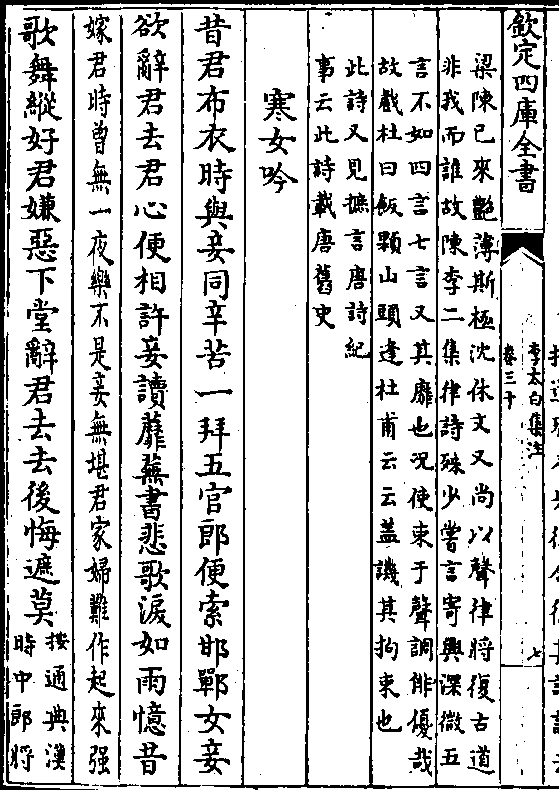 欽定四庫全書
李太白集注
卷三十
七
梁陳已來艶薄斯極沈休文又尚以聲律將復古道
非我而誰故陳李二集律詩殊少嘗言寄興深微五
言不如四言七言又其靡也况使束于聲調俳優哉
故戲杜曰飯顆山頭逢杜甫云云蓋譏其拘束也
此詩又見摭言唐詩紀
事云此詩載唐舊史
寒女吟
昔君布衣時與妾同辛苦一拜五官郎便索邯鄲女妾
欲辭君去君心便相許妾讀蘼蕪書悲歌淚如雨憶昔
嫁君時曾無一夜樂不是妾無堪君家婦難作起來强
歌舞縱好君嫌惡下堂辭君去去後悔遮莫
按通典漢
時中郎將